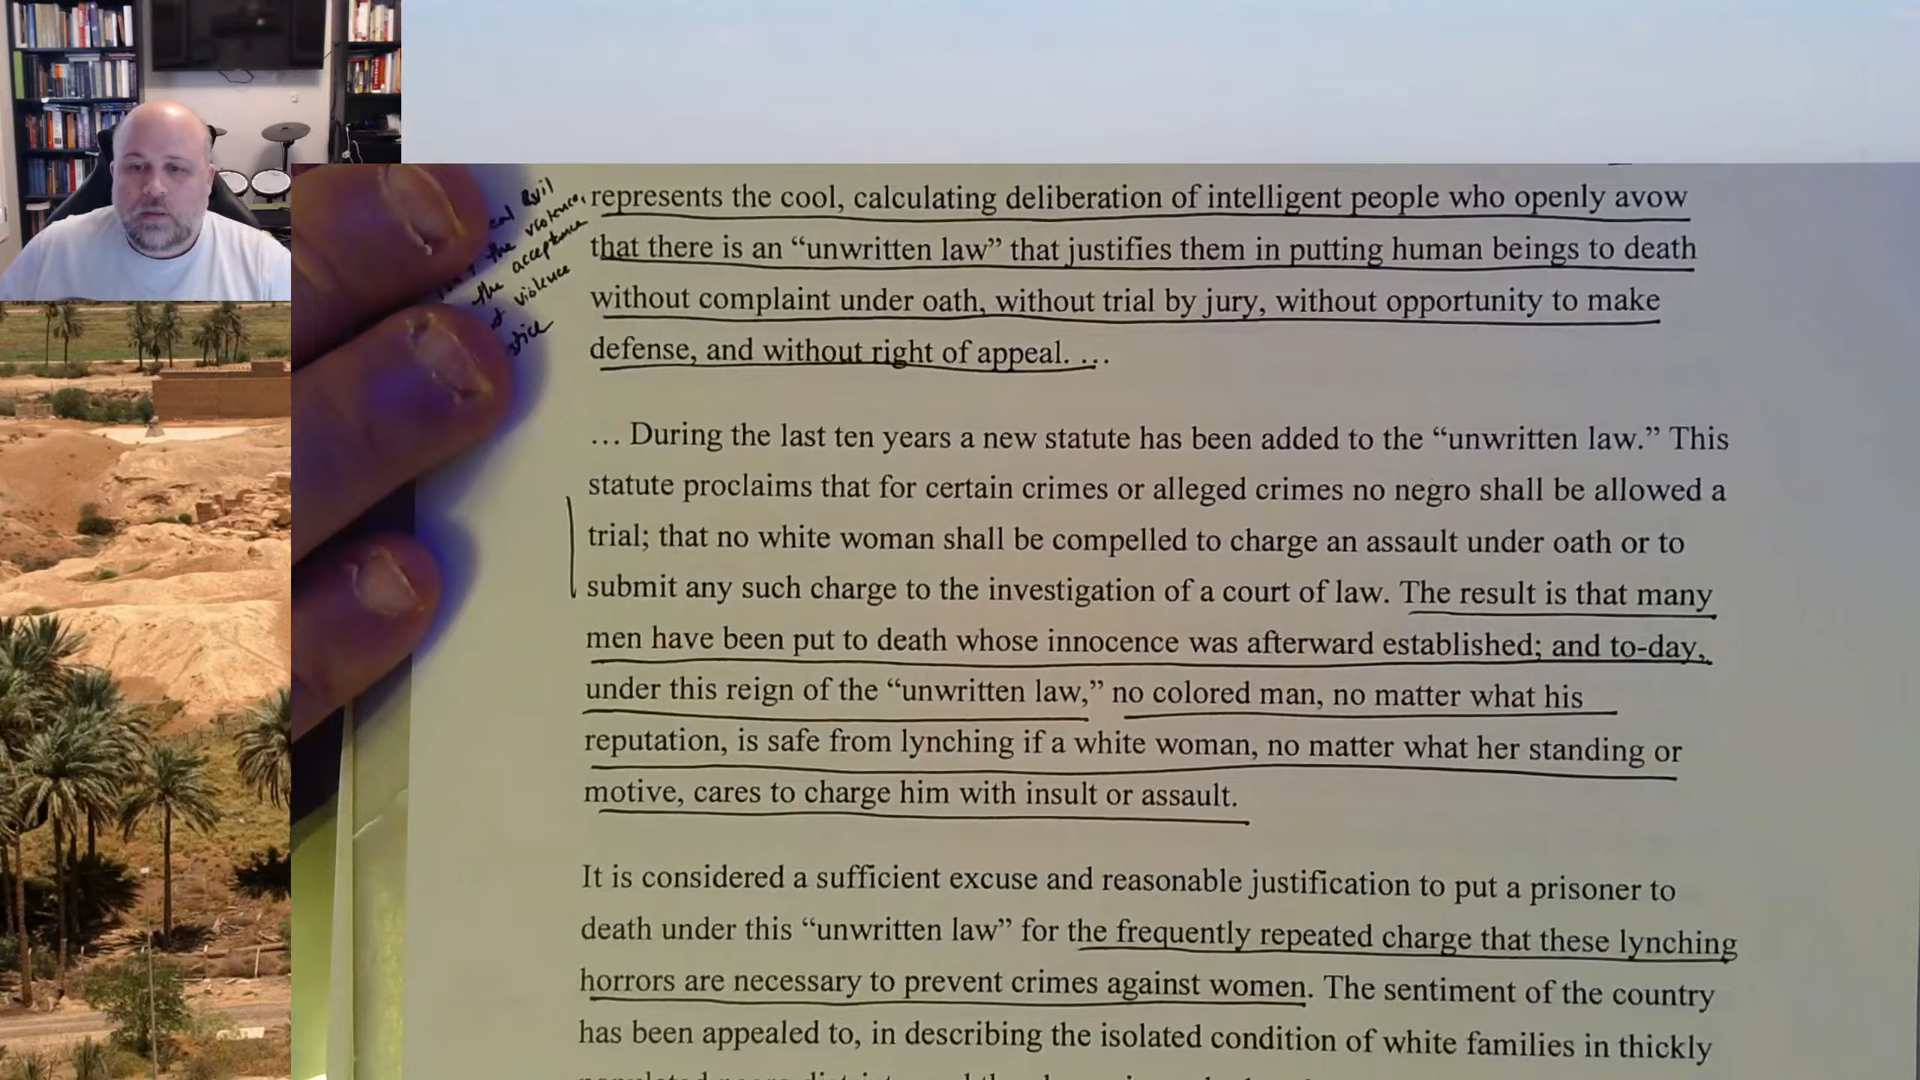 Evil
the violence,
the acceptance
violence
represents the cool, calculating deliberation of intelligent people who openly avow
that there is an “unwritten law” that justifies them in putting human beings to death
without complaint under oath, without trial by jury, without opportunity to make
defense, and without right of appeal. …
… During the last ten years a new statute has been added to the “unwritten law.” This
statute proclaims that for certain crimes or alleged crimes no negro shall be allowed a
trial; that no white woman shall be compelled to charge an assault under oath or to
submit any such charge to the investigation of a court of law. The result is that many
men have been put to death whose innocence was afterward established; and to-day,
under this reign of the “unwritten law,” no colored man, no matter what his
reputation, is safe from lynching if a white woman, no matter what her standing or
motive, cares to charge him with insult or assault.
It is considered a sufficient excuse and reasonable justification to put a prisoner to
death under this “unwritten law” for the frequently repeated charge that these lynching
horrors are necessary to prevent crimes against women. The sentiment of the country
has been appealed to, in describing the isolated condition of white families in thickly